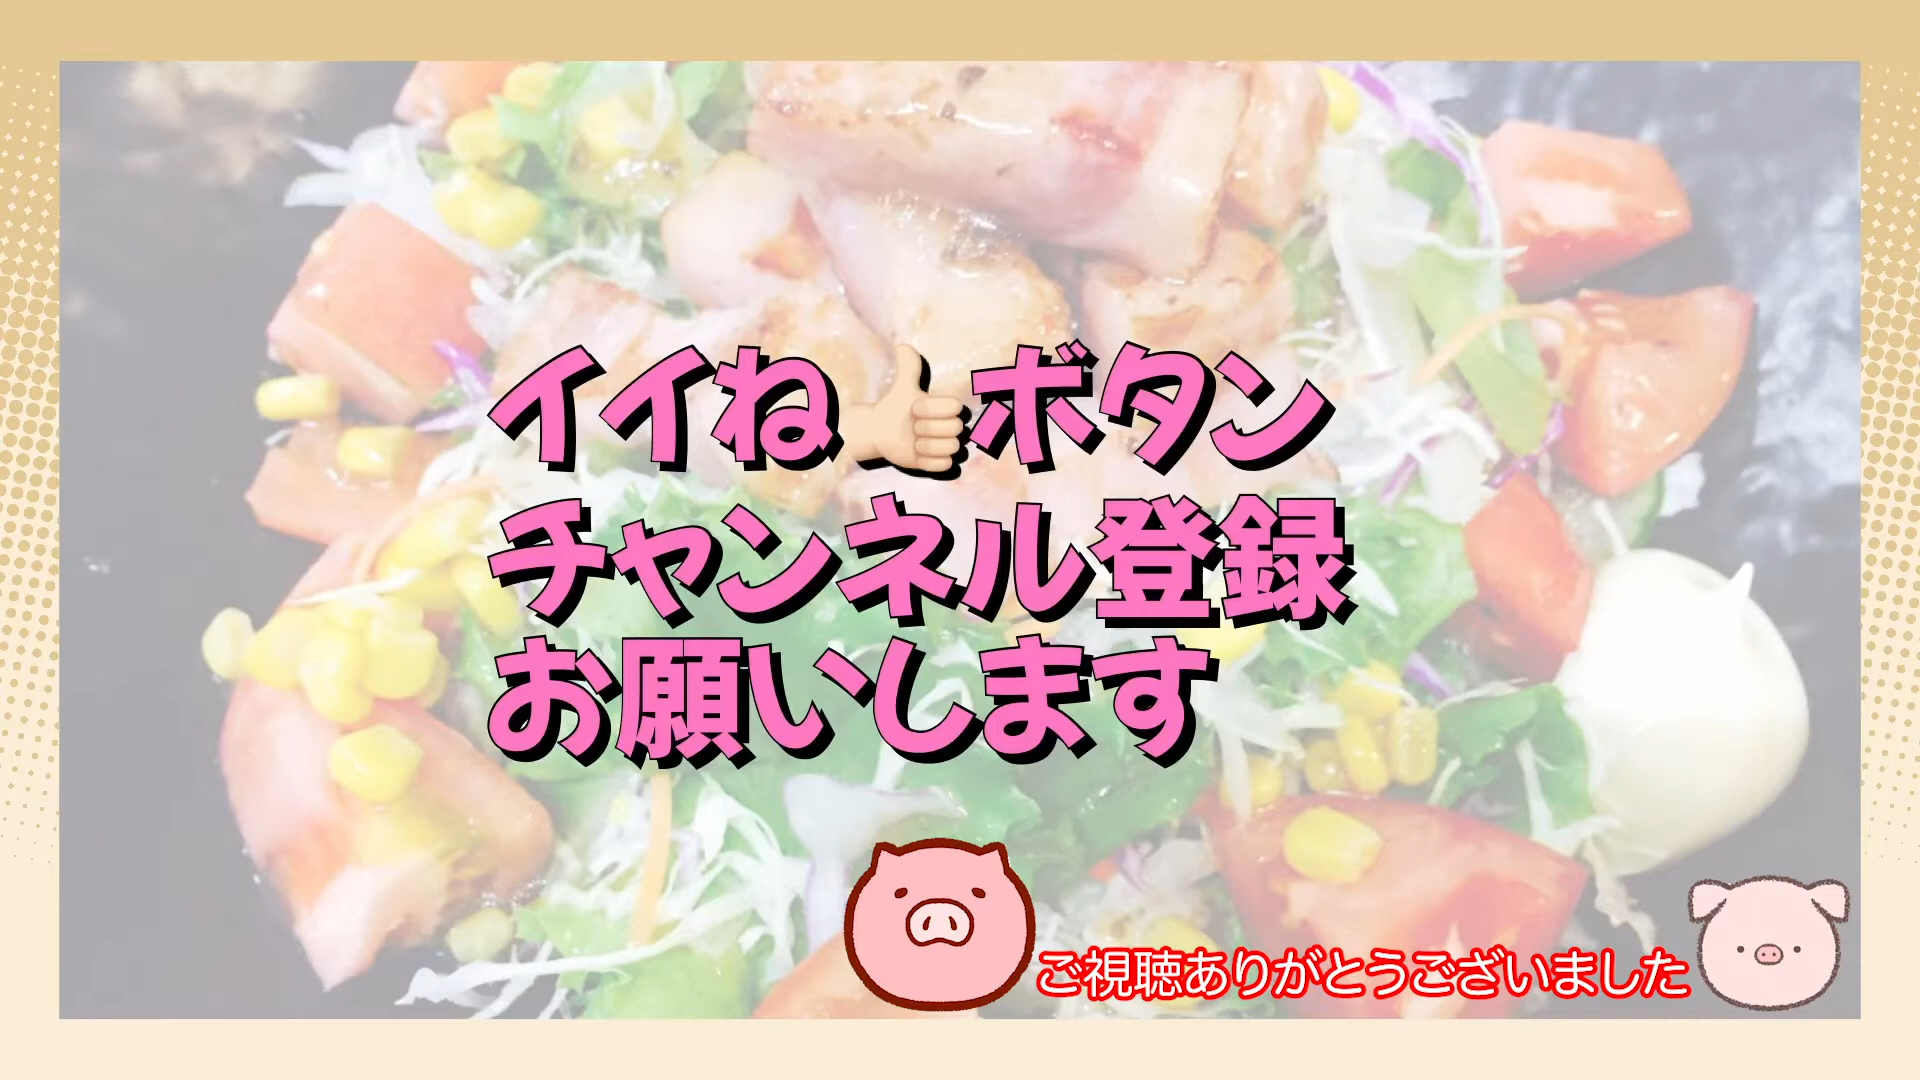 イイね👍🏼ボタン
チャンネル登録
お願いします
ご視聴ありがとうございました